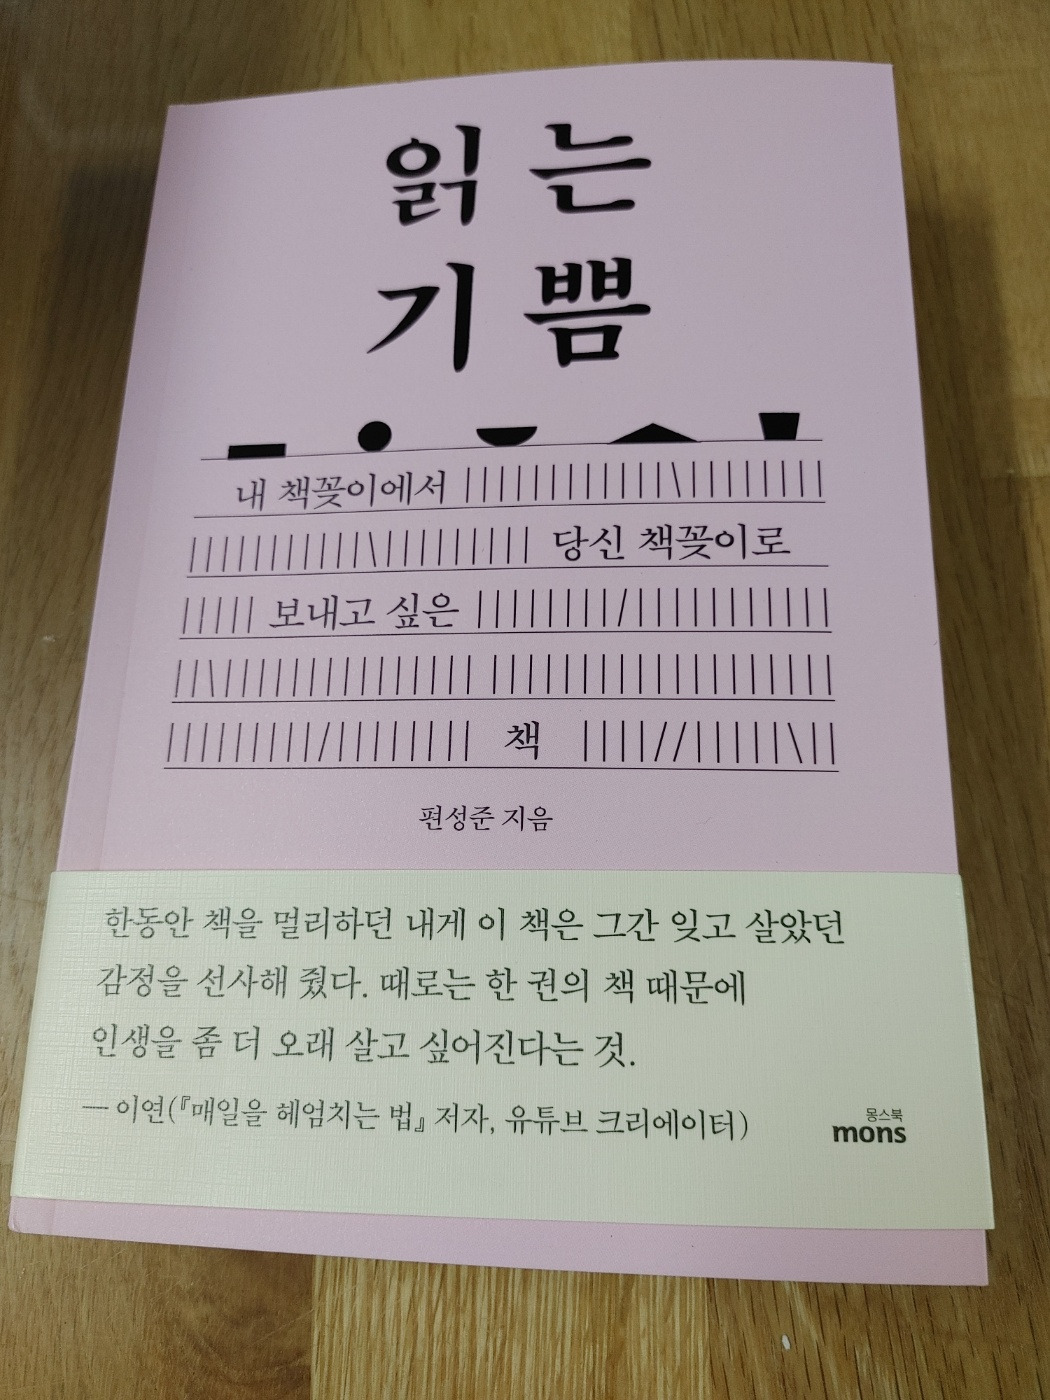 읽는
기쁨
내 책꽂이에서
당신 책꽂이로
보내고 싶은
책
편성준 지음
한동안 책을 멀리하던 내게 이 책은 그간 잊고 살았던
감정을 선사해 줬다. 때로는 한 권의 책 때문에
인생을 좀 더 오래 살고 싶어진다는 것.
— 이연(『매일을 헤엄치는 법』 저자, 유튜브 크리에이터)
몽스북
mons